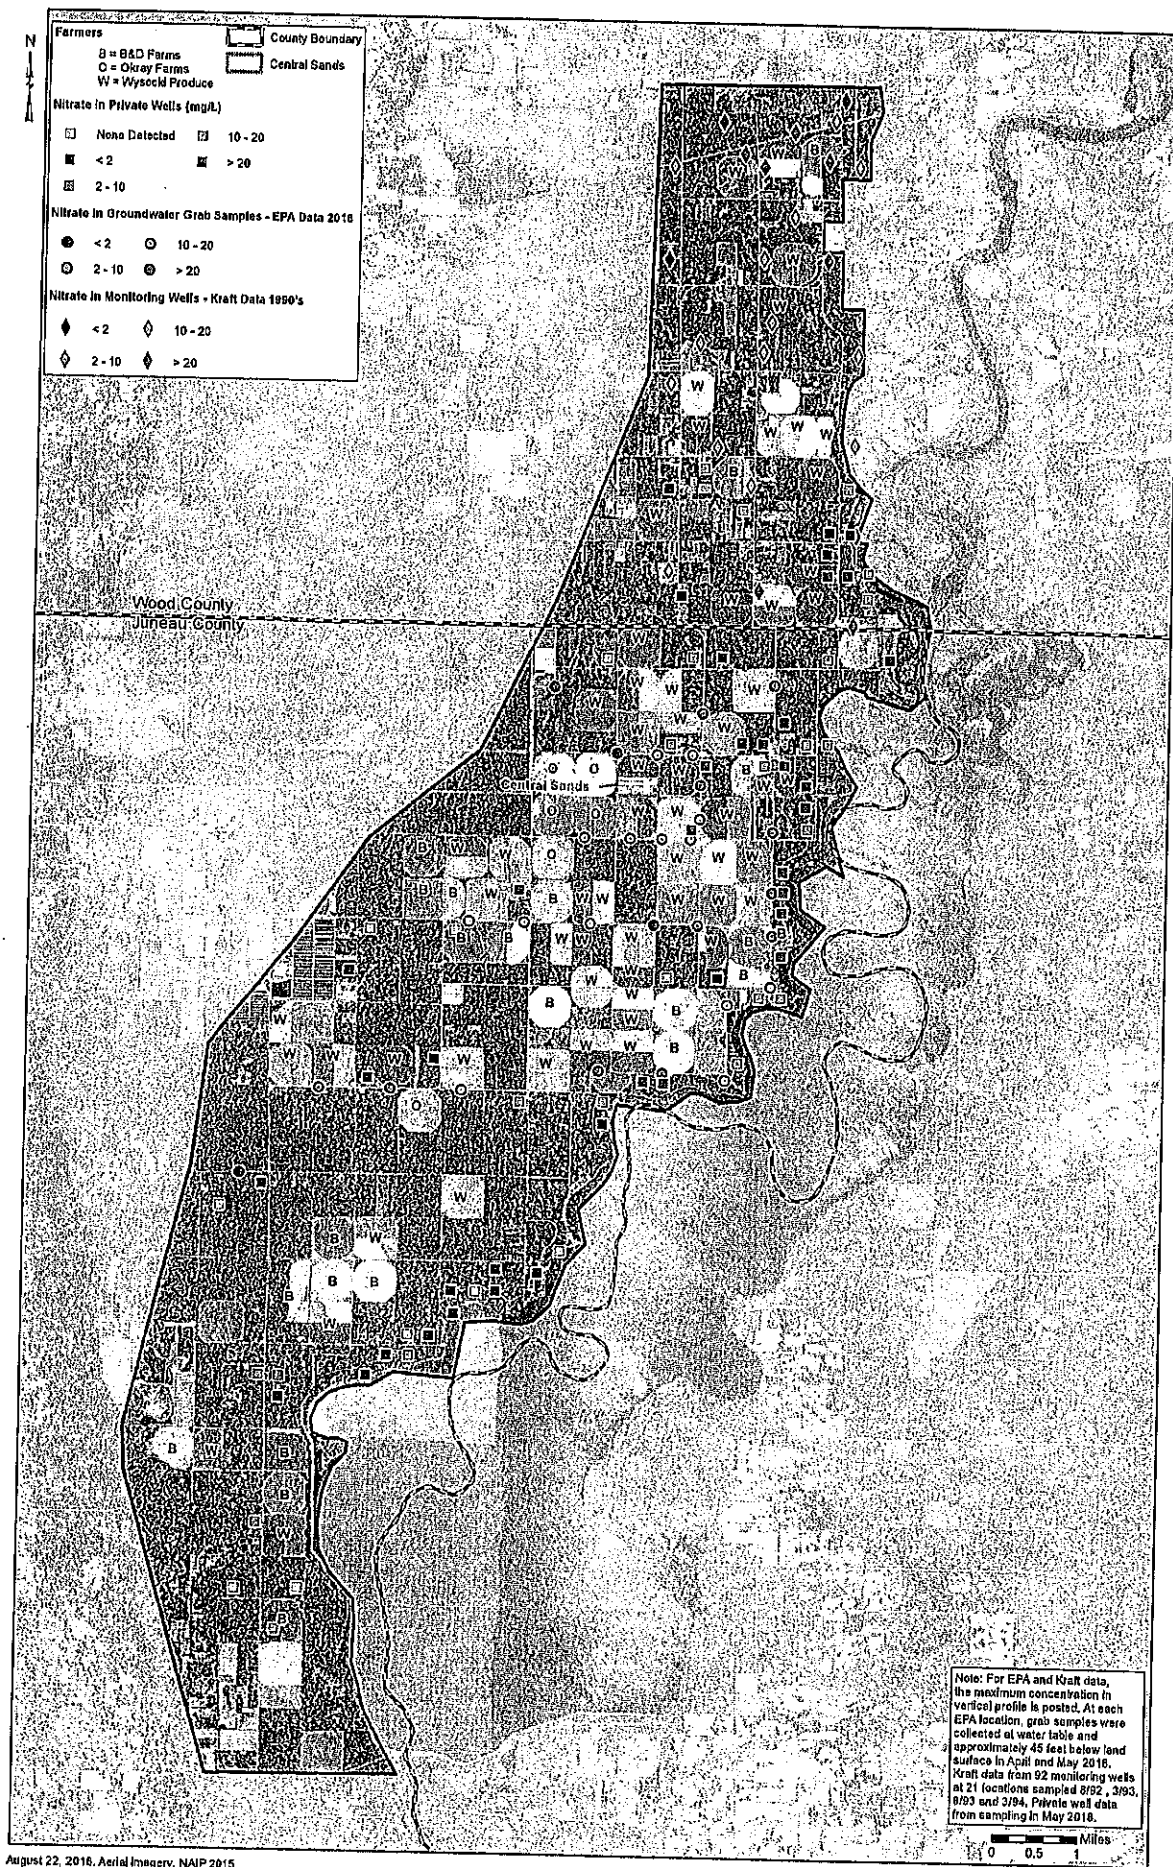 N
Farmers
B = B&D Farms
O = Okray Farms
W = Wysocki Produce
County Boundary
Central Sands
Nitrate in Private Wells (mg/L)
None Detected
10 - 20
< 2
> 20
2 - 10
Nitrate in Groundwater Grab Samples - EPA Data 2016
< 2
10 - 20
2 - 10
> 20
Nitrate in Monitoring Wells - Kraft Data 1990's
< 2
10 - 20
2 - 10
> 20
Wood County
Juneau County
Central Sands
Note: For EPA and Kraft data,
the maximum concentration in
vertical profile is posted. At each
EPA location, grab samples were
collected at water table and
approximately 45 feet below land
surface in April and May 2016.
Kraft data from 92 monitoring wells
at 21 locations sampled 8/92 , 3/93,
8/93 and 3/94. Private well data
from sampling in May 2016.
Miles
0 0.5 1
August 22, 2016. Aerial Imagery, NAIP 2015